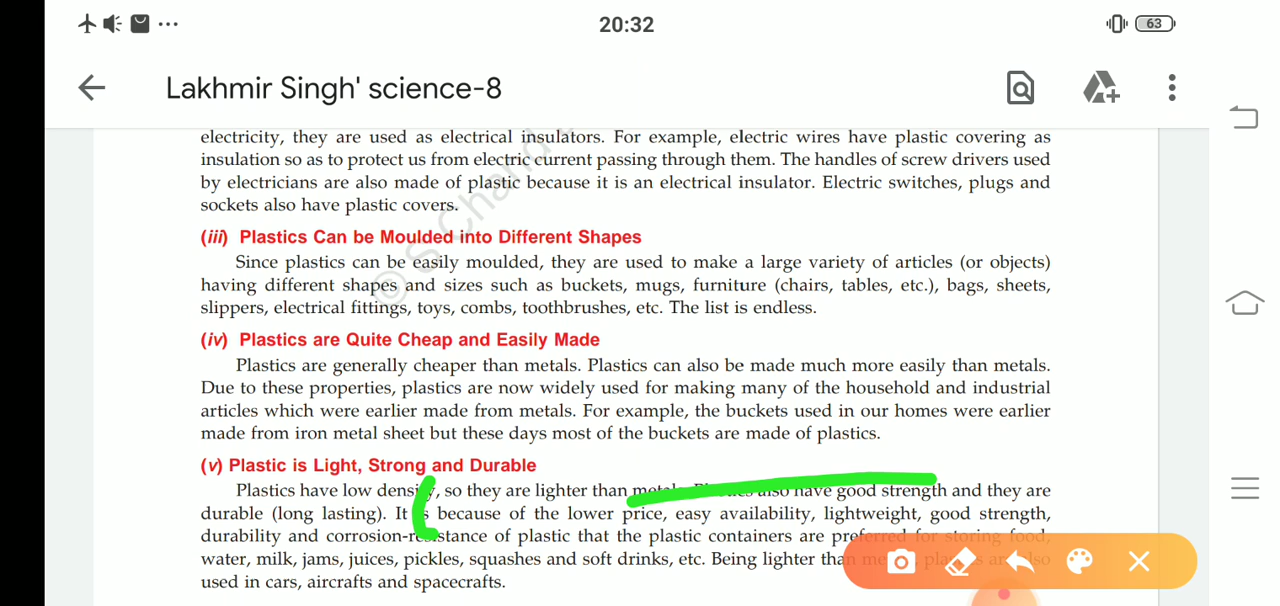 20:32
63
Lakhmir Singh' science-8
electricity, they are used as electrical insulators. For example, electric wires have plastic covering as
insulation so as to protect us from electric current passing through them. The handles of screw drivers used
by electricians are also made of plastic because it is an electrical insulator. Electric switches, plugs and
sockets also have plastic covers.
(iii) Plastics Can be Moulded into Different Shapes
Since plastics can be easily moulded, they are used to make a large variety of articles (or objects)
having different shapes and sizes such as buckets, mugs, furniture (chairs, tables, etc.), bags, sheets,
slippers, electrical fittings, toys, combs, toothbrushes, etc. The list is endless.
(iv) Plastics are Quite Cheap and Easily Made
Plastics are generally cheaper than metals. Plastics can also be made much more easily than metals.
Due to these properties, plastics are now widely used for making many of the household and industrial
articles which were earlier made from metals. For example, the buckets used in our homes were earlier
made from iron metal sheet but these days most of the buckets are made of plastics.
(v) Plastic is Light, Strong and Durable
Plastics have low density, so they are lighter than metals. Plastics also have good strength and they are
durable (long lasting). It is because of the lower price, easy availability, lightweight, good strength,
durability and corrosion-resistance of plastic that the plastic containers are preferred for storing food,
water, milk, jams, juices, pickles, squashes and soft drinks, etc. Being lighter than metals, plastics are also
used in cars, aircrafts and spacecrafts.
© S Chand